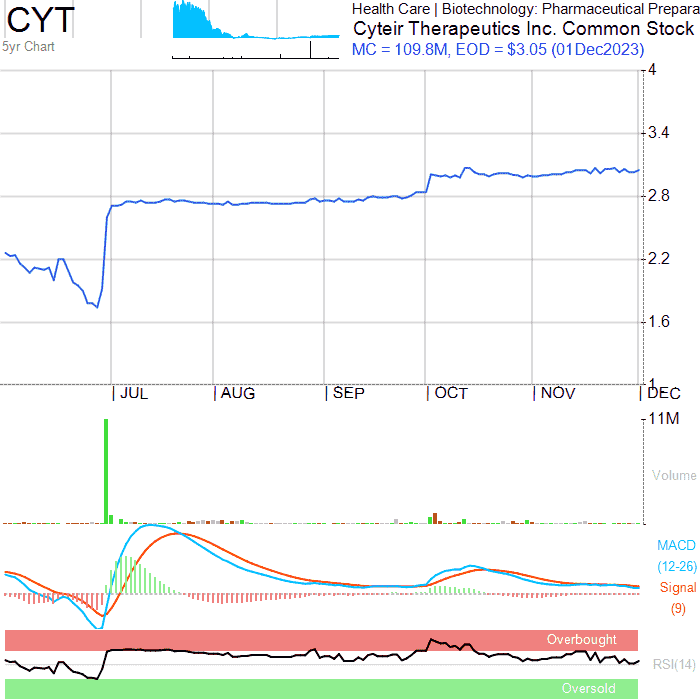 CYT
5yr Chart
Health Care | Biotechnology: Pharmaceutical Prepara
Cyteir Therapeutics Inc. Common Stock
MC = 109.8M, EOD = $3.05 (01Dec2023)
4
3.4
2.8
2.2
1.6
1
| JUL | AUG | SEP | OCT | NOV | DEC
11M
Volume
MACD
(12-26)
Signal
(9)
Overbought
RSI(14)
Oversold